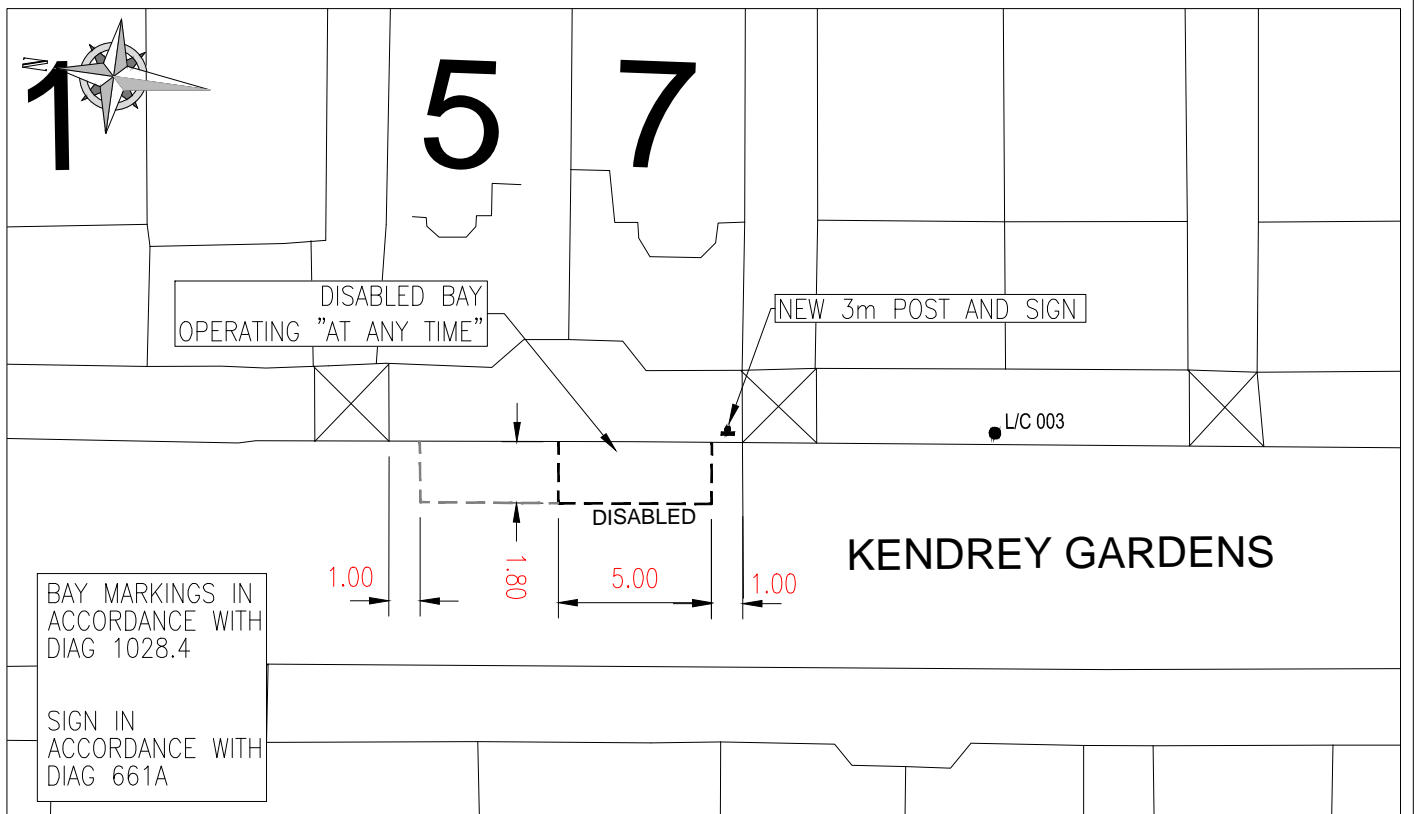 N
1
5
7
DISABLED BAY
OPERATING "AT ANY TIME"
NEW 3m POST AND SIGN
L/C 003
DISABLED
KENDREY GARDENS
1.00
1.80
5.00
1.00
BAY MARKINGS IN
ACCORDANCE WITH
DIAG 1028.4
SIGN IN
ACCORDANCE WITH
DIAG 661A